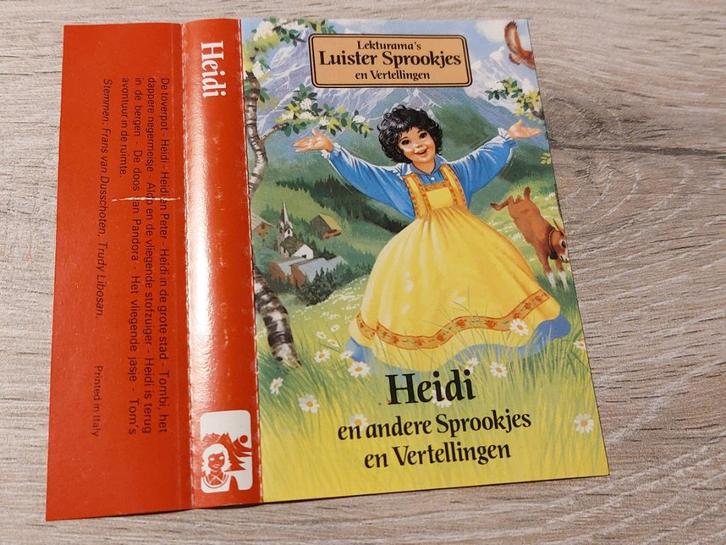 Lekturama's
Luister Sprookjes
en Vertellingen
Heidi
en andere Sprookjes
en Vertellingen
Heidi
De toverpot - Heidi - Heidi en Peter - Heidi in de grote stad - Tombi, het
dappere negermeisje - Aldo en de vliegende stofzuiger - Heidi is terug
in de bergen - De doos van Pandora - Het vliegende jasje - Tom's
avontuur in de ruimte.
Stemmen: Frans van Dusschoten, Trudy Libosan.
Printed in Italy